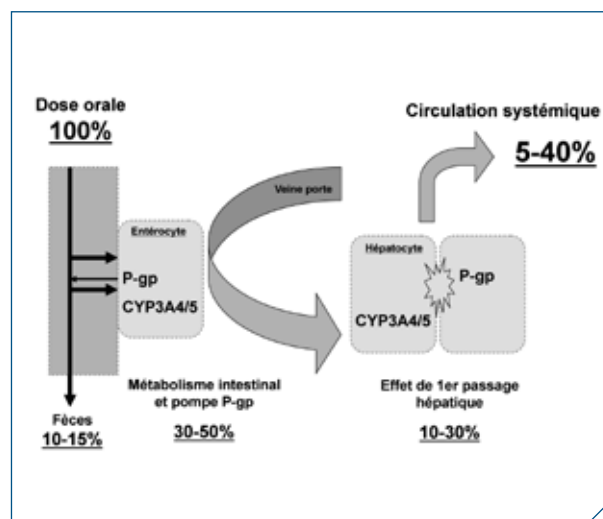 Dose orale
100%
Circulation systémique
5-40%
Veine porte
Entérocyte
P-gp
CYP3A4/5
Hépatocyte
P-gp
CYP3A4/5
Fèces
10-15%
Métabolisme intestinal
et pompe P-gp
30-50%
Effet de 1er passage
hépatique
10-30%